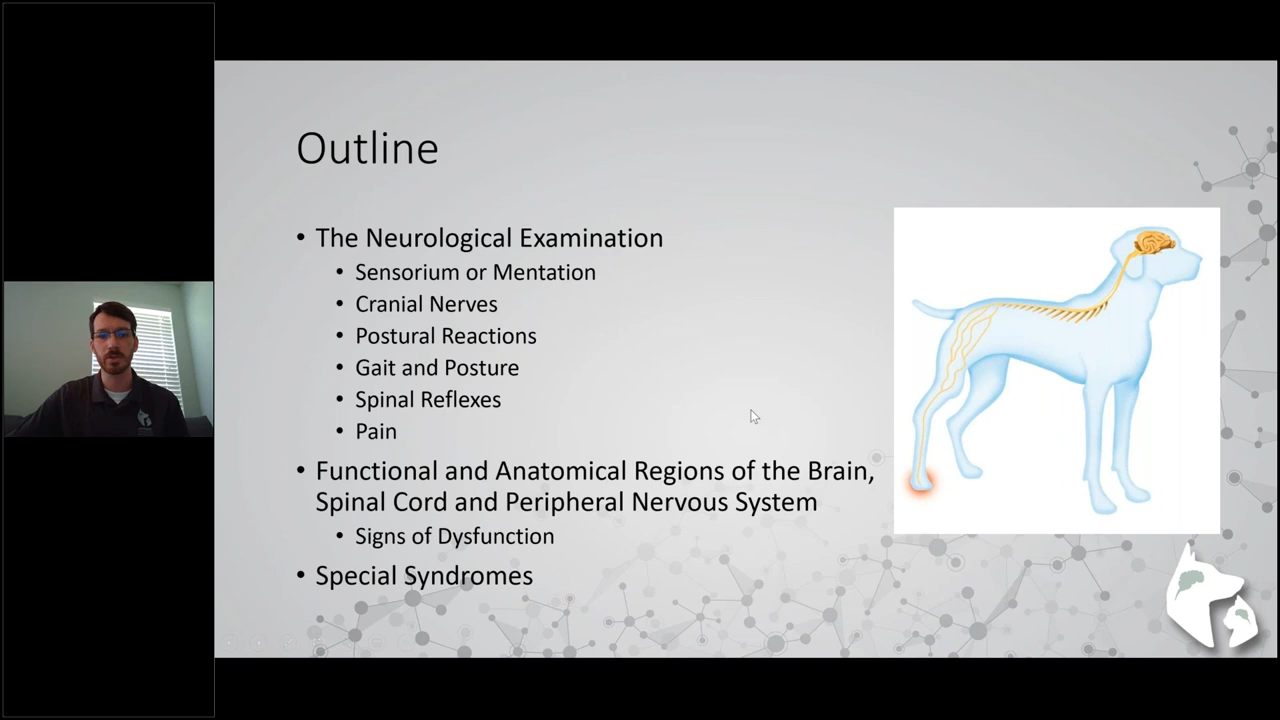 Outline
• The Neurological Examination
• Sensorium or Mentation
• Cranial Nerves
• Postural Reactions
• Gait and Posture
• Spinal Reflexes
• Pain
• Functional and Anatomical Regions of the Brain,
Spinal Cord and Peripheral Nervous System
• Signs of Dysfunction
• Special Syndromes